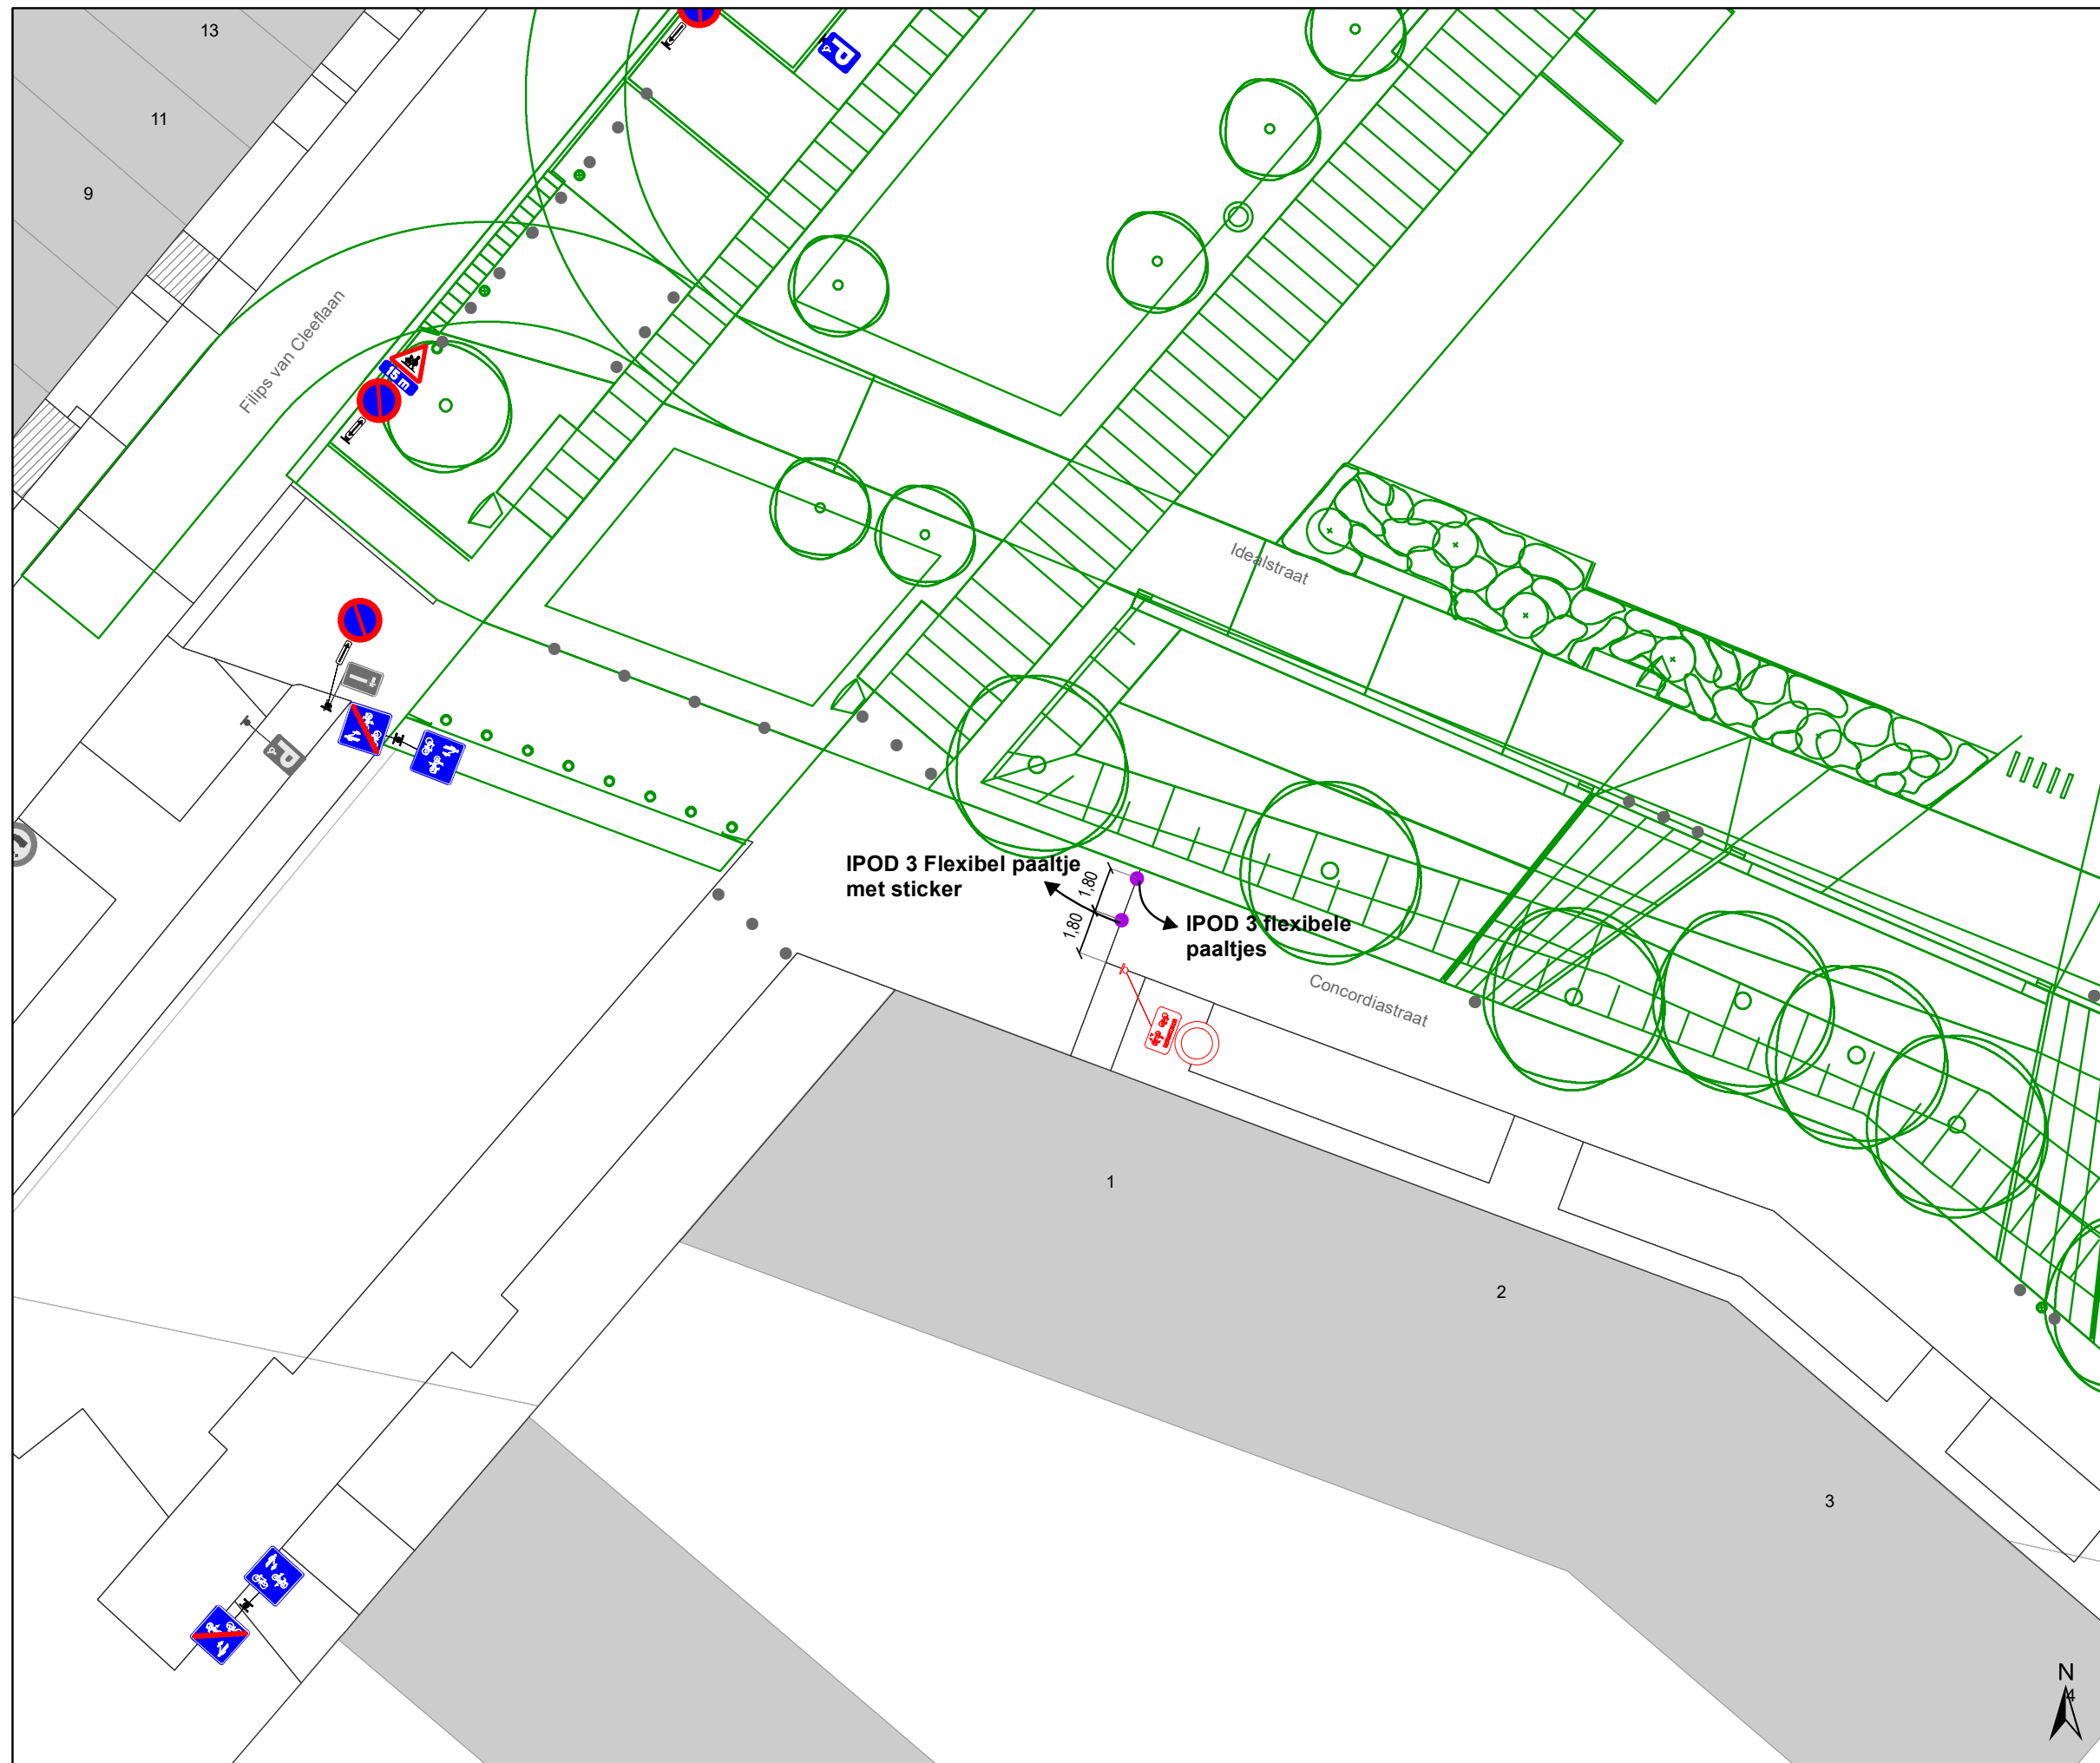 13
11
9
P
Filips van Cleeflaan
15 m
Idealstraat
P
IPOD 3 Flexibel paaltje
met sticker
1,80
1,80
IPOD 3 flexibele
paaltjes
Concordiastraat
1
2
3
N
4